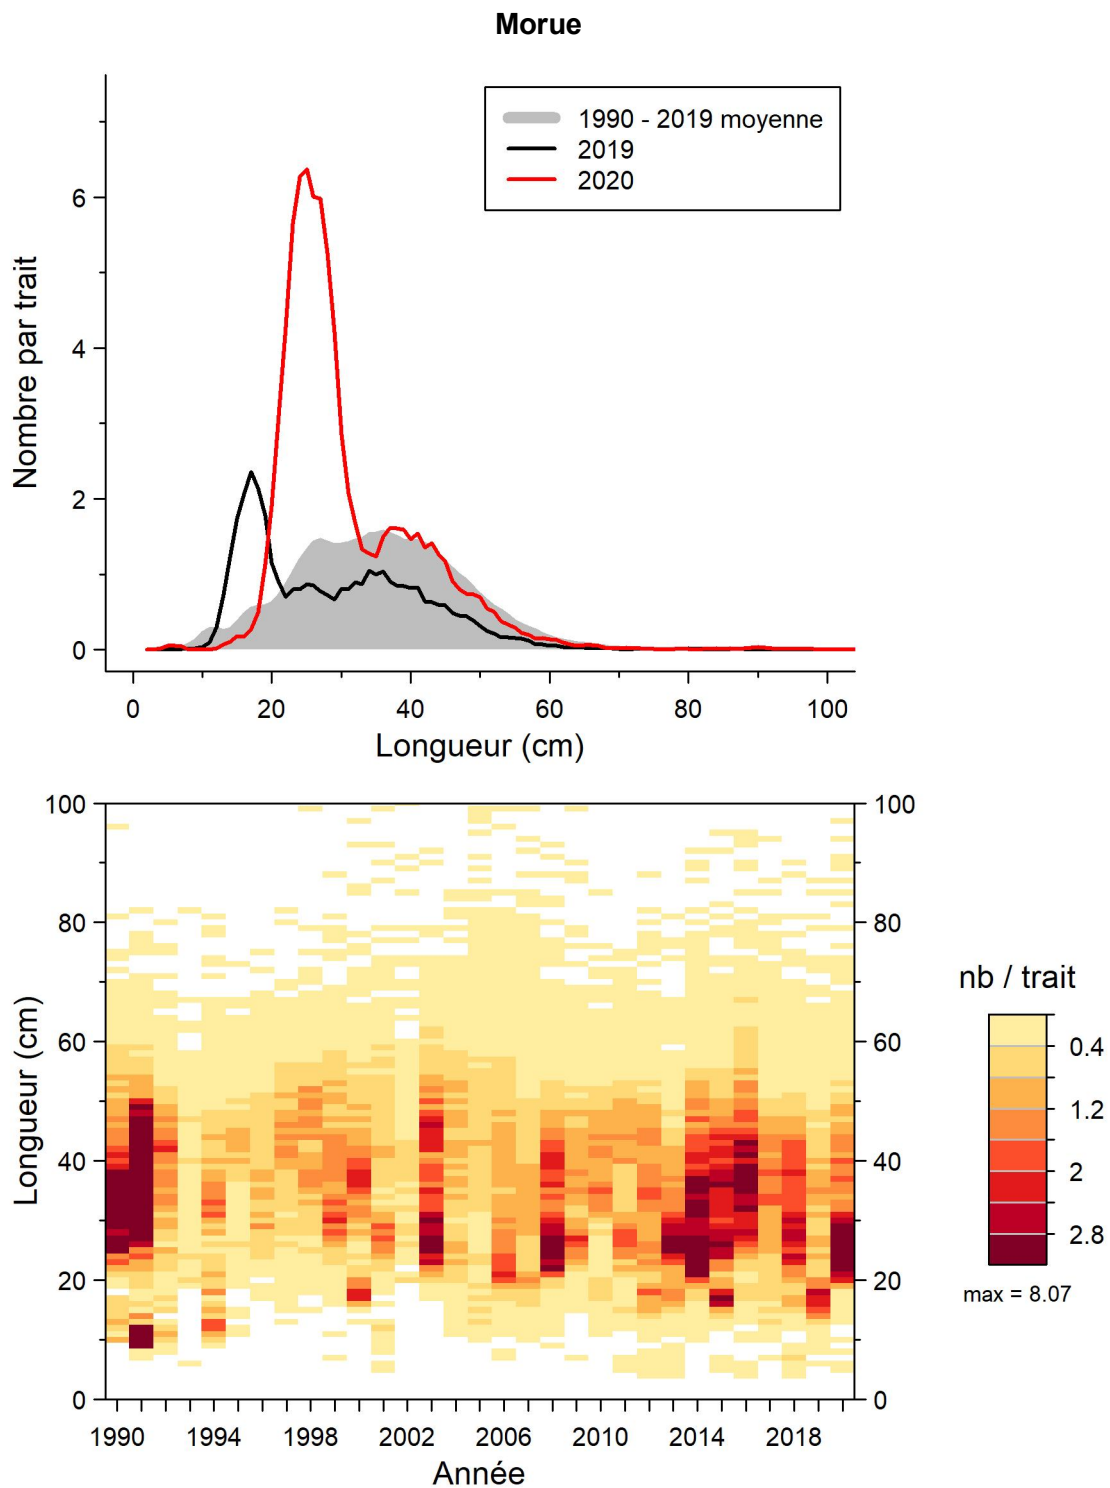 Morue
1990 - 2019 moyenne
2019
2020
Nombre par trait
6
4
2
0
0 20 40 60 80 100
Longueur (cm)
Longueur (cm)
100 100
80 80
60 60
40 40
20 20
0 0
1990 1994 1998 2002 2006 2010 2014 2018
Année
nb / trait
0.4
1.2
2
2.8
max = 8.07